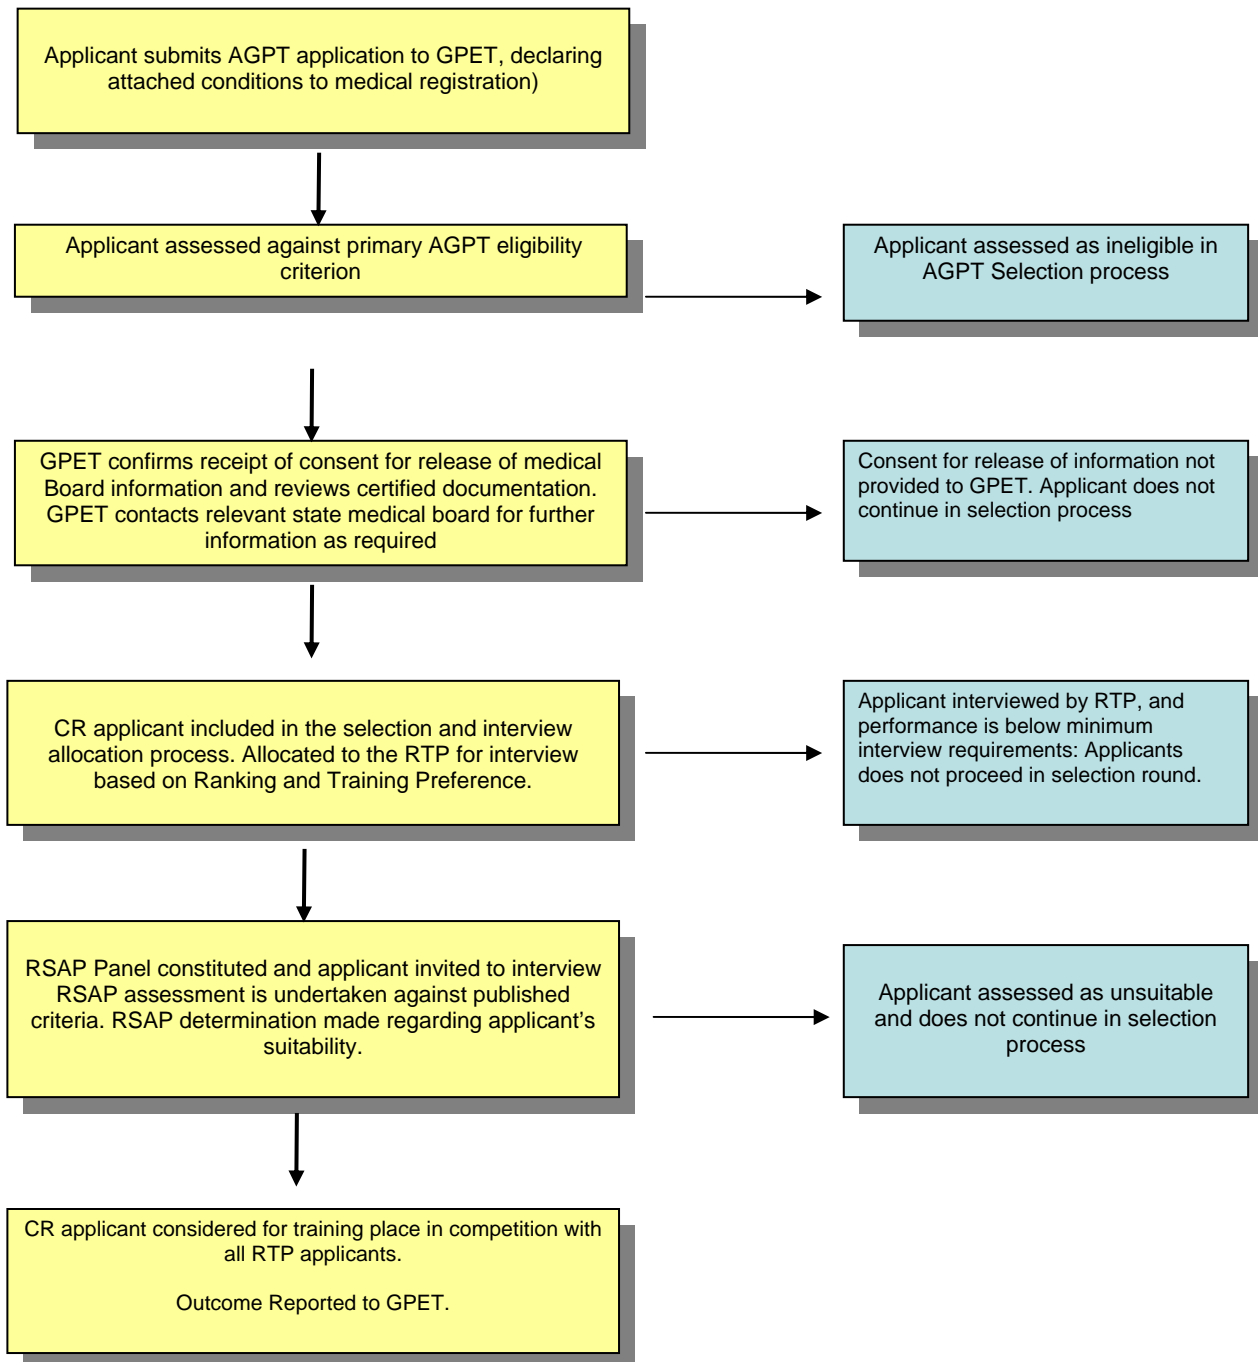 Applicant submits AGPT application to GPET, declaring
attached conditions to medical registration)
Applicant assessed against primary AGPT eligibility
criterion
Applicant assessed as ineligible in
AGPT Selection process
GPET confirms receipt of consent for release of medical
Board information and reviews certified documentation.
GPET contacts relevant state medical board for further
information as required
Consent for release of information not
provided to GPET. Applicant does not
continue in selection process
CR applicant included in the selection and interview
allocation process. Allocated to the RTP for interview
based on Ranking and Training Preference.
Applicant interviewed by RTP, and
performance is below minimum
interview requirements: Applicants
does not proceed in selection round.
RSAP Panel constituted and applicant invited to interview
RSAP assessment is undertaken against published
criteria. RSAP determination made regarding applicant’s
suitability.
Applicant assessed as unsuitable
and does not continue in selection
process
CR applicant considered for training place in competition with
all RTP applicants.
Outcome Reported to GPET.